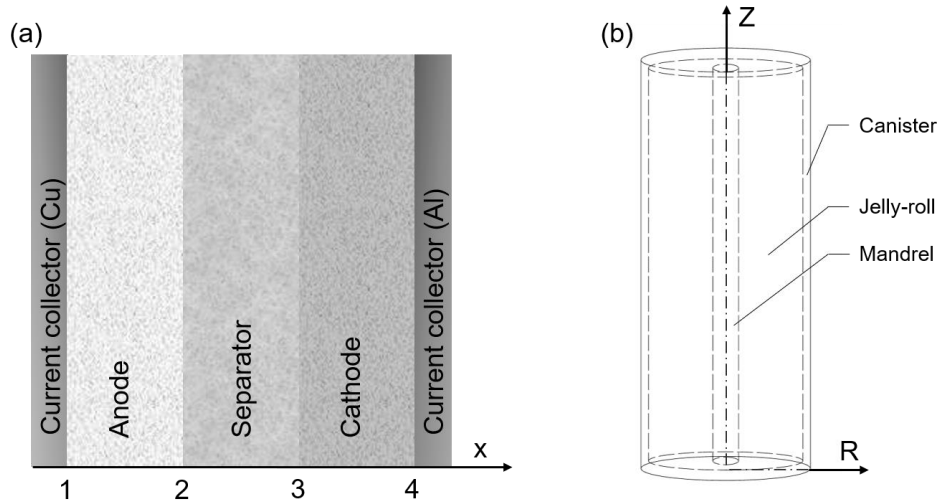 (a)
Current collector (Cu)
Anode
Separator
Cathode
Current collector (Al)
x
1 2 3 4
(b)
Z
Canister
Jelly-roll
Mandrel
R